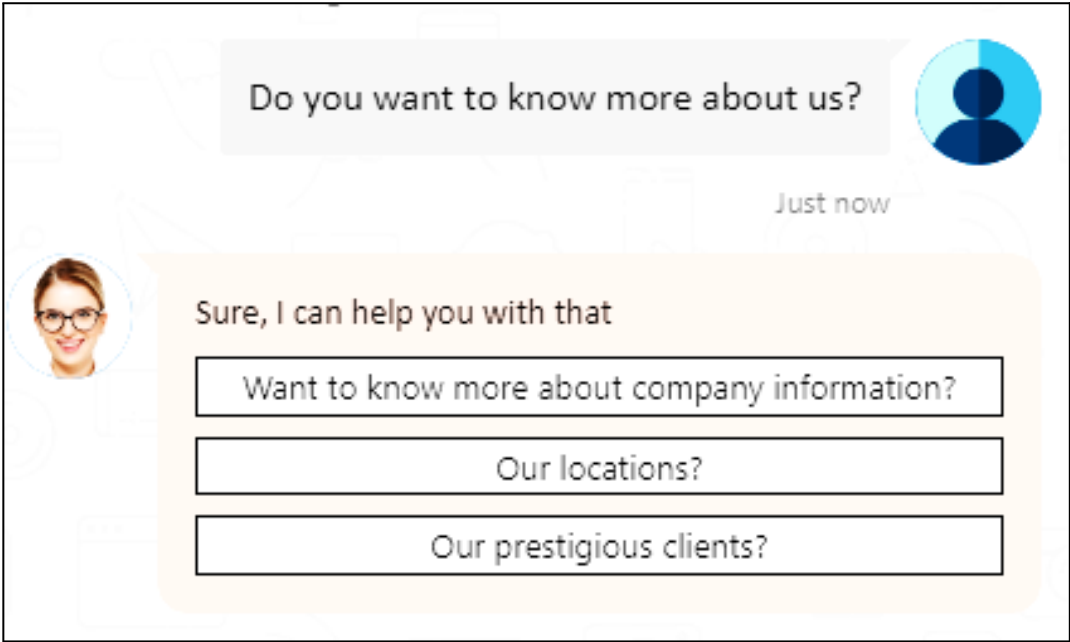 Do you want to know more about us?
Just now
Sure, I can help you with that
Want to know more about company information?
Our locations?
Our prestigious clients?